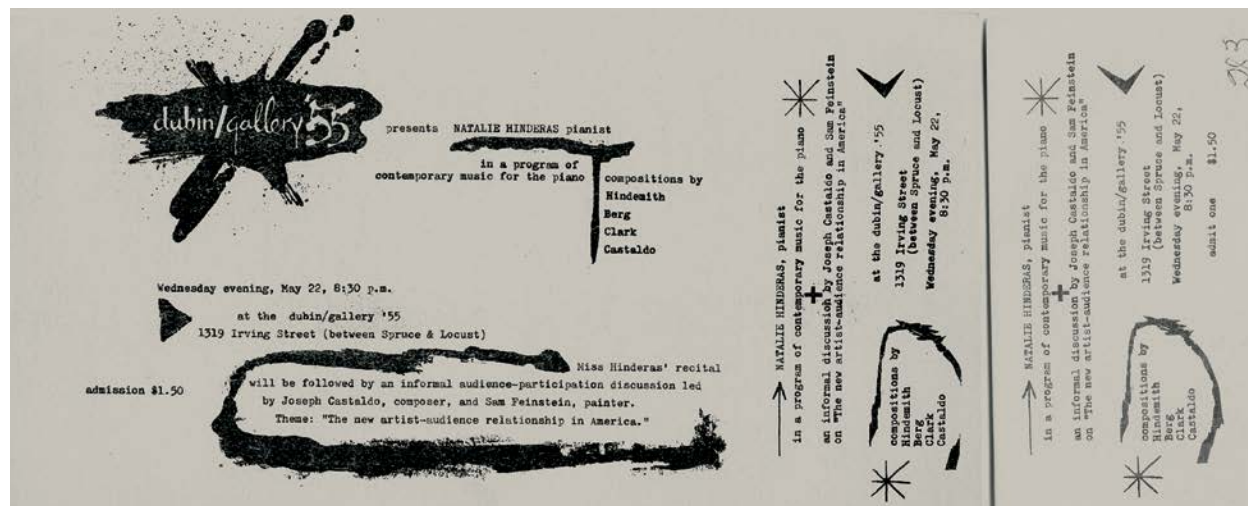 dubin/gallery '55
presents NATALIE HINDERAS pianist
in a program of
contemporary music for the piano
compositions by
Hindemith
Berg
Clark
Castaldo
Wednesday evening, May 22, 8:30 p.m.
at the dubin/gallery '55
1319 Irving Street (between Spruce & Locust)
admission $1.50
Miss Hinderas' recital
will be followed by an informal audience-participation discussion led
by Joseph Castaldo, composer, and Sam Feinstein, painter.
Theme: "The new artist-audience relationship in America."
NATALIE HINDERAS, pianist
in a program of contemporary music for the piano
+
an informal discussion by Joseph Castaldo and Sam Feinstein
on "The new artist-audience relationship in America"
at the dubin/gallery '55
1319 Irving Street
(between Spruce and Locust)
Wednesday evening, May 22,
8:30 p.m.
compositions by
Hindemith
Berg
Clark
Castaldo
NATALIE HINDERAS, pianist
in a program of contemporary music for the piano
+
an informal discussion by Joseph Castaldo and Sam Feinstein
on "The new artist-audience relationship in America"
at the dubin/gallery '55
1319 Irving Street
(between Spruce and Locust)
Wednesday evening, May 22,
8:30 p.m.
admit one $1.50
compositions by
Hindemith
Berg
Clark
Castaldo